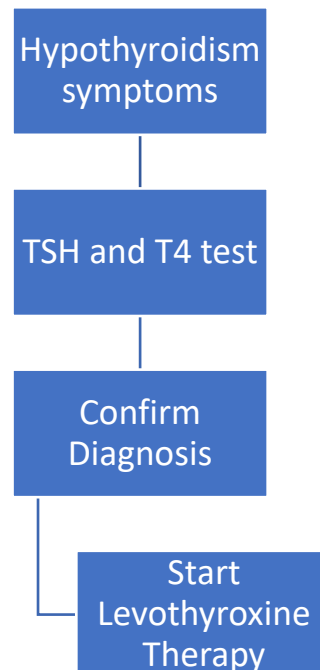 Hypothyroidism
symptoms
TSH and T4 test
Confirm
Diagnosis
Start
Levothyroxine
Therapy